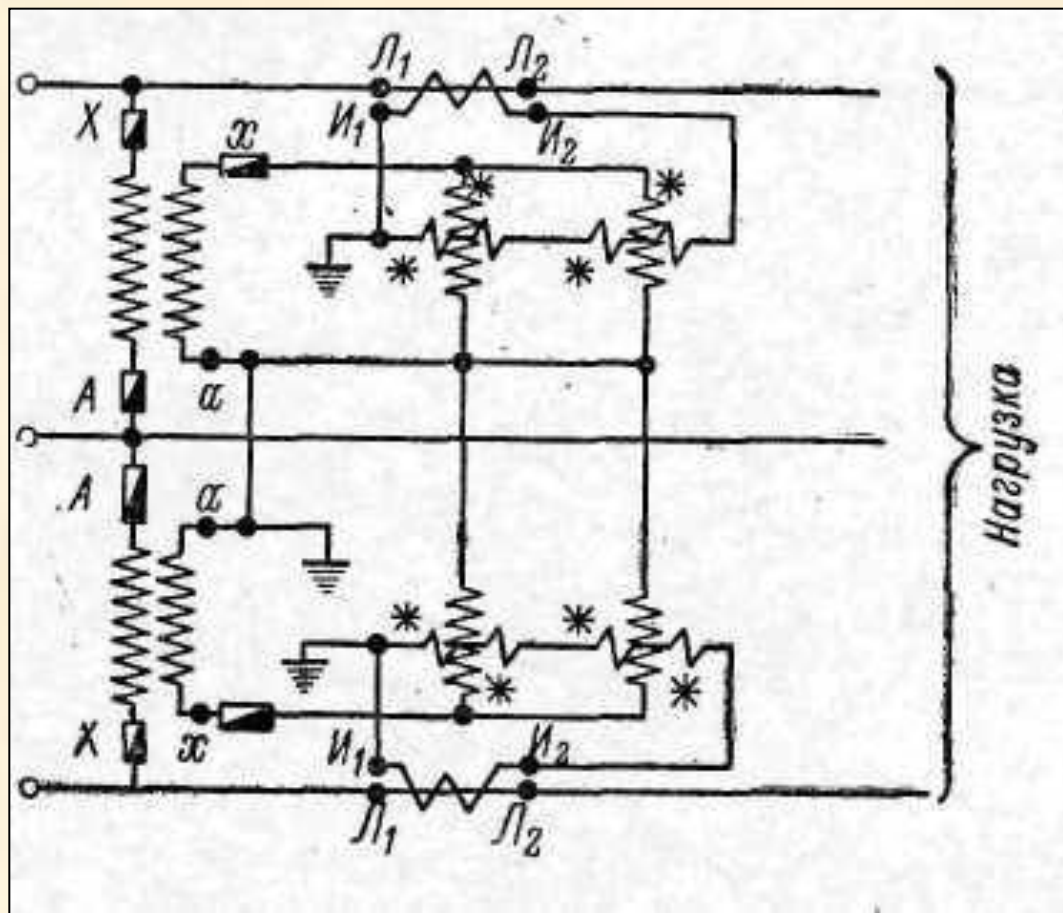 Л₁ Л₂
X И₁ И₂
x
* *
* *
A a
A a
* *
* *
X x И₁ И₂
Л₁ Л₂
Нагрузка